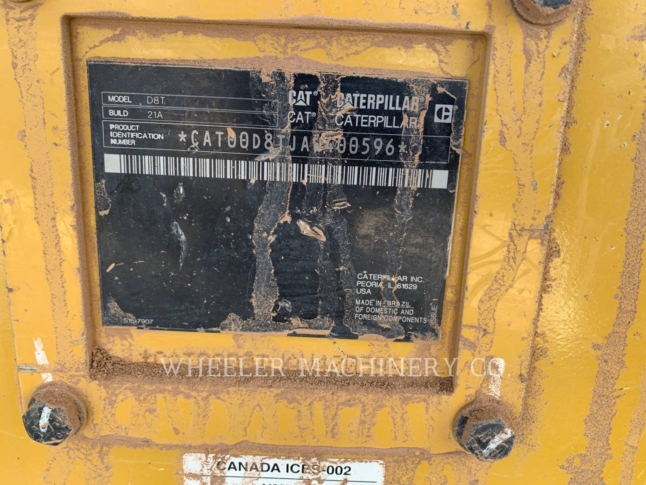 MODEL D8T
BUILD 21A
PRODUCT
IDENTIFICATION
NUMBER
CAT CATERPILLAR
CAT CATERPILLAR
CATERPILLAR INC.
PEORIA, IL 61629
USA
MADE IN BRAZIL
OF DOMESTIC AND
FOREIGN COMPONENTS
WHEELER MACHINERY CO
CANADA ICES-002